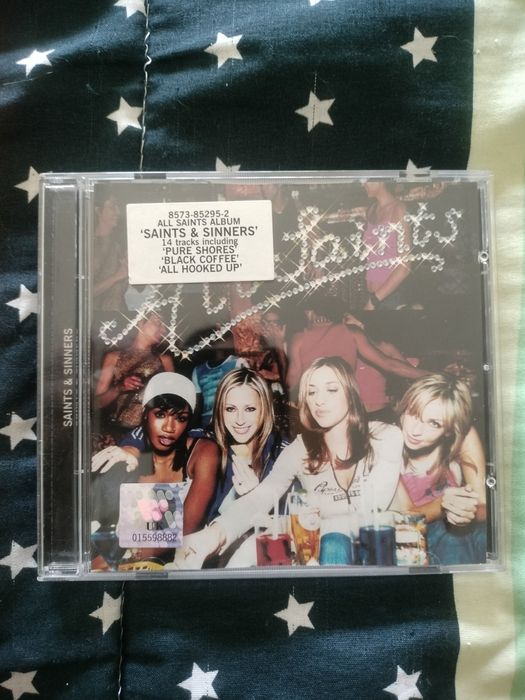 8573-85295-2
ALL SAINTS ALBUM
'SAINTS & SINNERS'
14 tracks including
'PURE SHORES'
'BLACK COFFEE'
'ALL HOOKED UP'
All Saints
SAINTS & SINNERS
015598882